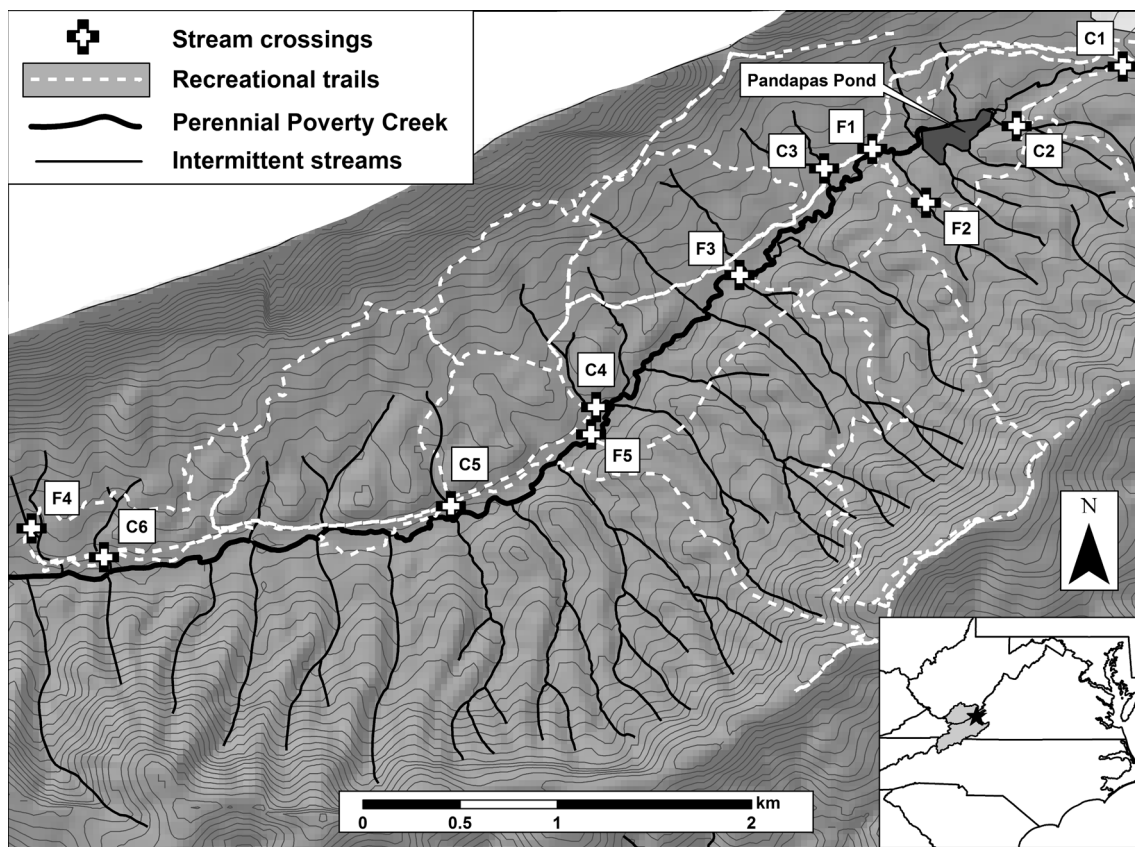 Stream crossings
Recreational trails
Perennial Poverty Creek
Intermittent streams
C1
Pandapas Pond
F1
C3
C2
F2
F3
C4
C5
F5
F4
C6
N
km
0 0.5 1 2